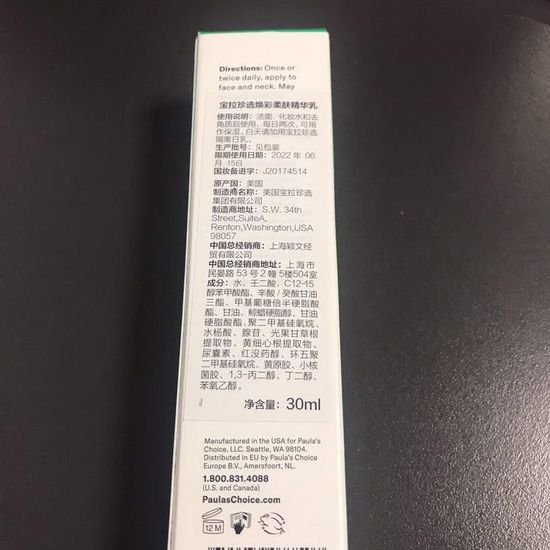 Directions: Once or
twice daily, apply to
face and neck. May
宝拉珍选焕彩柔肤精华乳
使用说明：洁面、化妆水和去
角质后使用，每日两次，可用
作保湿。白天请加用宝拉珍选
隔离日乳。
生产批号：见包装
限期使用日期：2022 年 06
月 15日
国妆备进字：J20174514
原产国：美国
制造商名称：美国宝拉珍选
集团有限公司
制造商地址：S.W. 34th
Street,SuiteA,
Renton,Washington,USA
98057
中国总经销商：上海颖文经
贸有限公司
中国总经销商地址：上海市
民晏路 53 号 2 幢 5楼504室
成分：水、壬二酸、C12-15
醇苯甲酸酯、辛酸 / 癸酸甘油
三酯、甲基葡糖倍半硬脂酸
酯、甘油、鲸蜡硬脂醇、甘油
硬脂酸酯、聚二甲基硅氧烷、
水杨酸、腺苷、光果甘草根
提取物、黄细心根提取物、
尿囊素、红没药醇、环五聚
二甲基硅氧烷、黄原胶、小核
菌胶、1,3-丙二醇、丁二醇、
苯氧乙醇。
净含量：30ml
Manufactured in the USA for Paula's
Choice, LLC. Seattle, WA 98104.
Distributed in EU by Paula's Choice
Europe B.V., Amersfoort, NL.
1.800.831.4088
(U.S. and Canada)
PaulasChoice.com
12 M